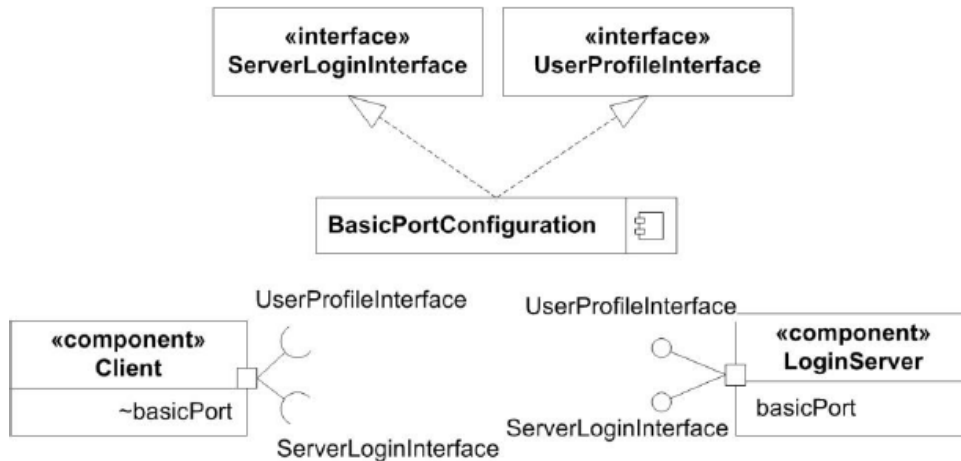 «interface»
ServerLoginInterface
«interface»
UserProfileInterface
BasicPortConfiguration
UserProfileInterface
«component»
Client
~basicPort
ServerLoginInterface
UserProfileInterface
«component»
LoginServer
basicPort
ServerLoginInterface